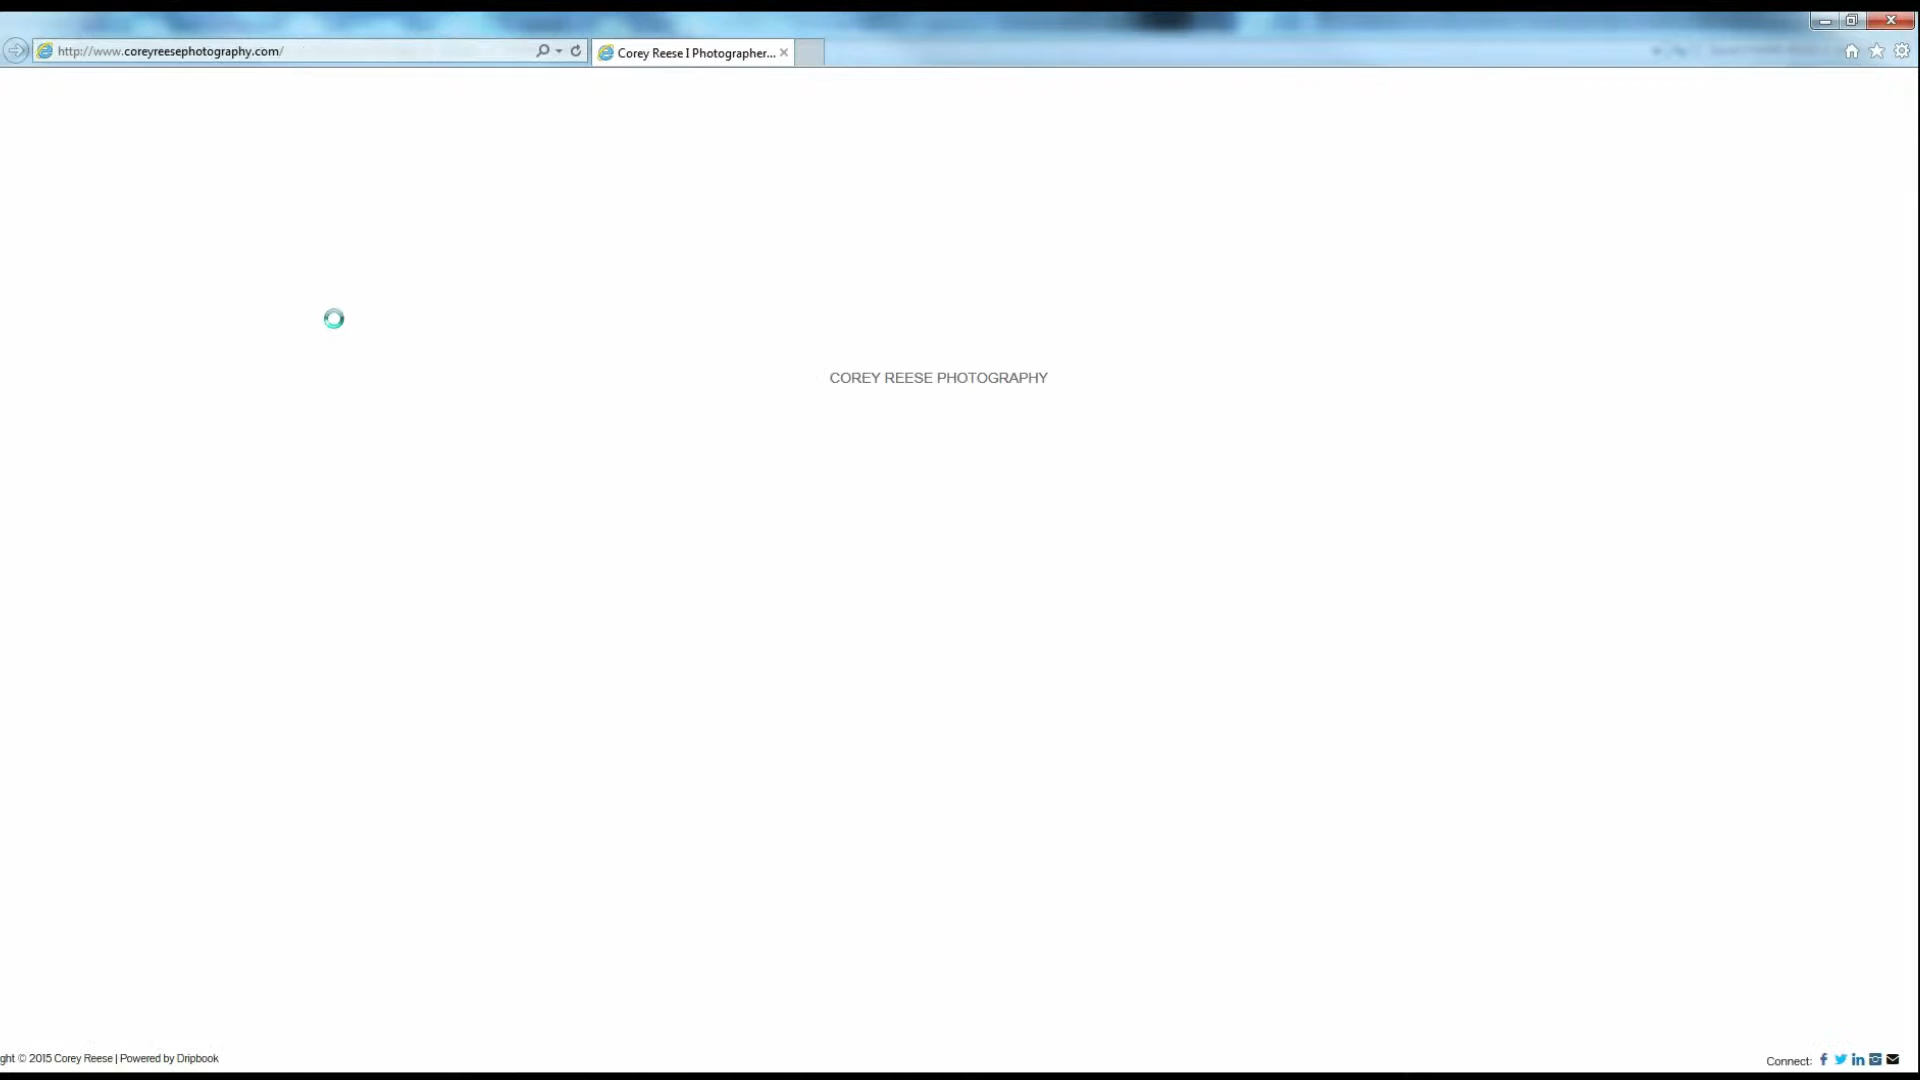 http://www.coreyreesephotography.com/
Corey Reese I Photographer...
COREY REESE PHOTOGRAPHY
ght © 2015 Corey Reese | Powered by Dripbook
Connect: